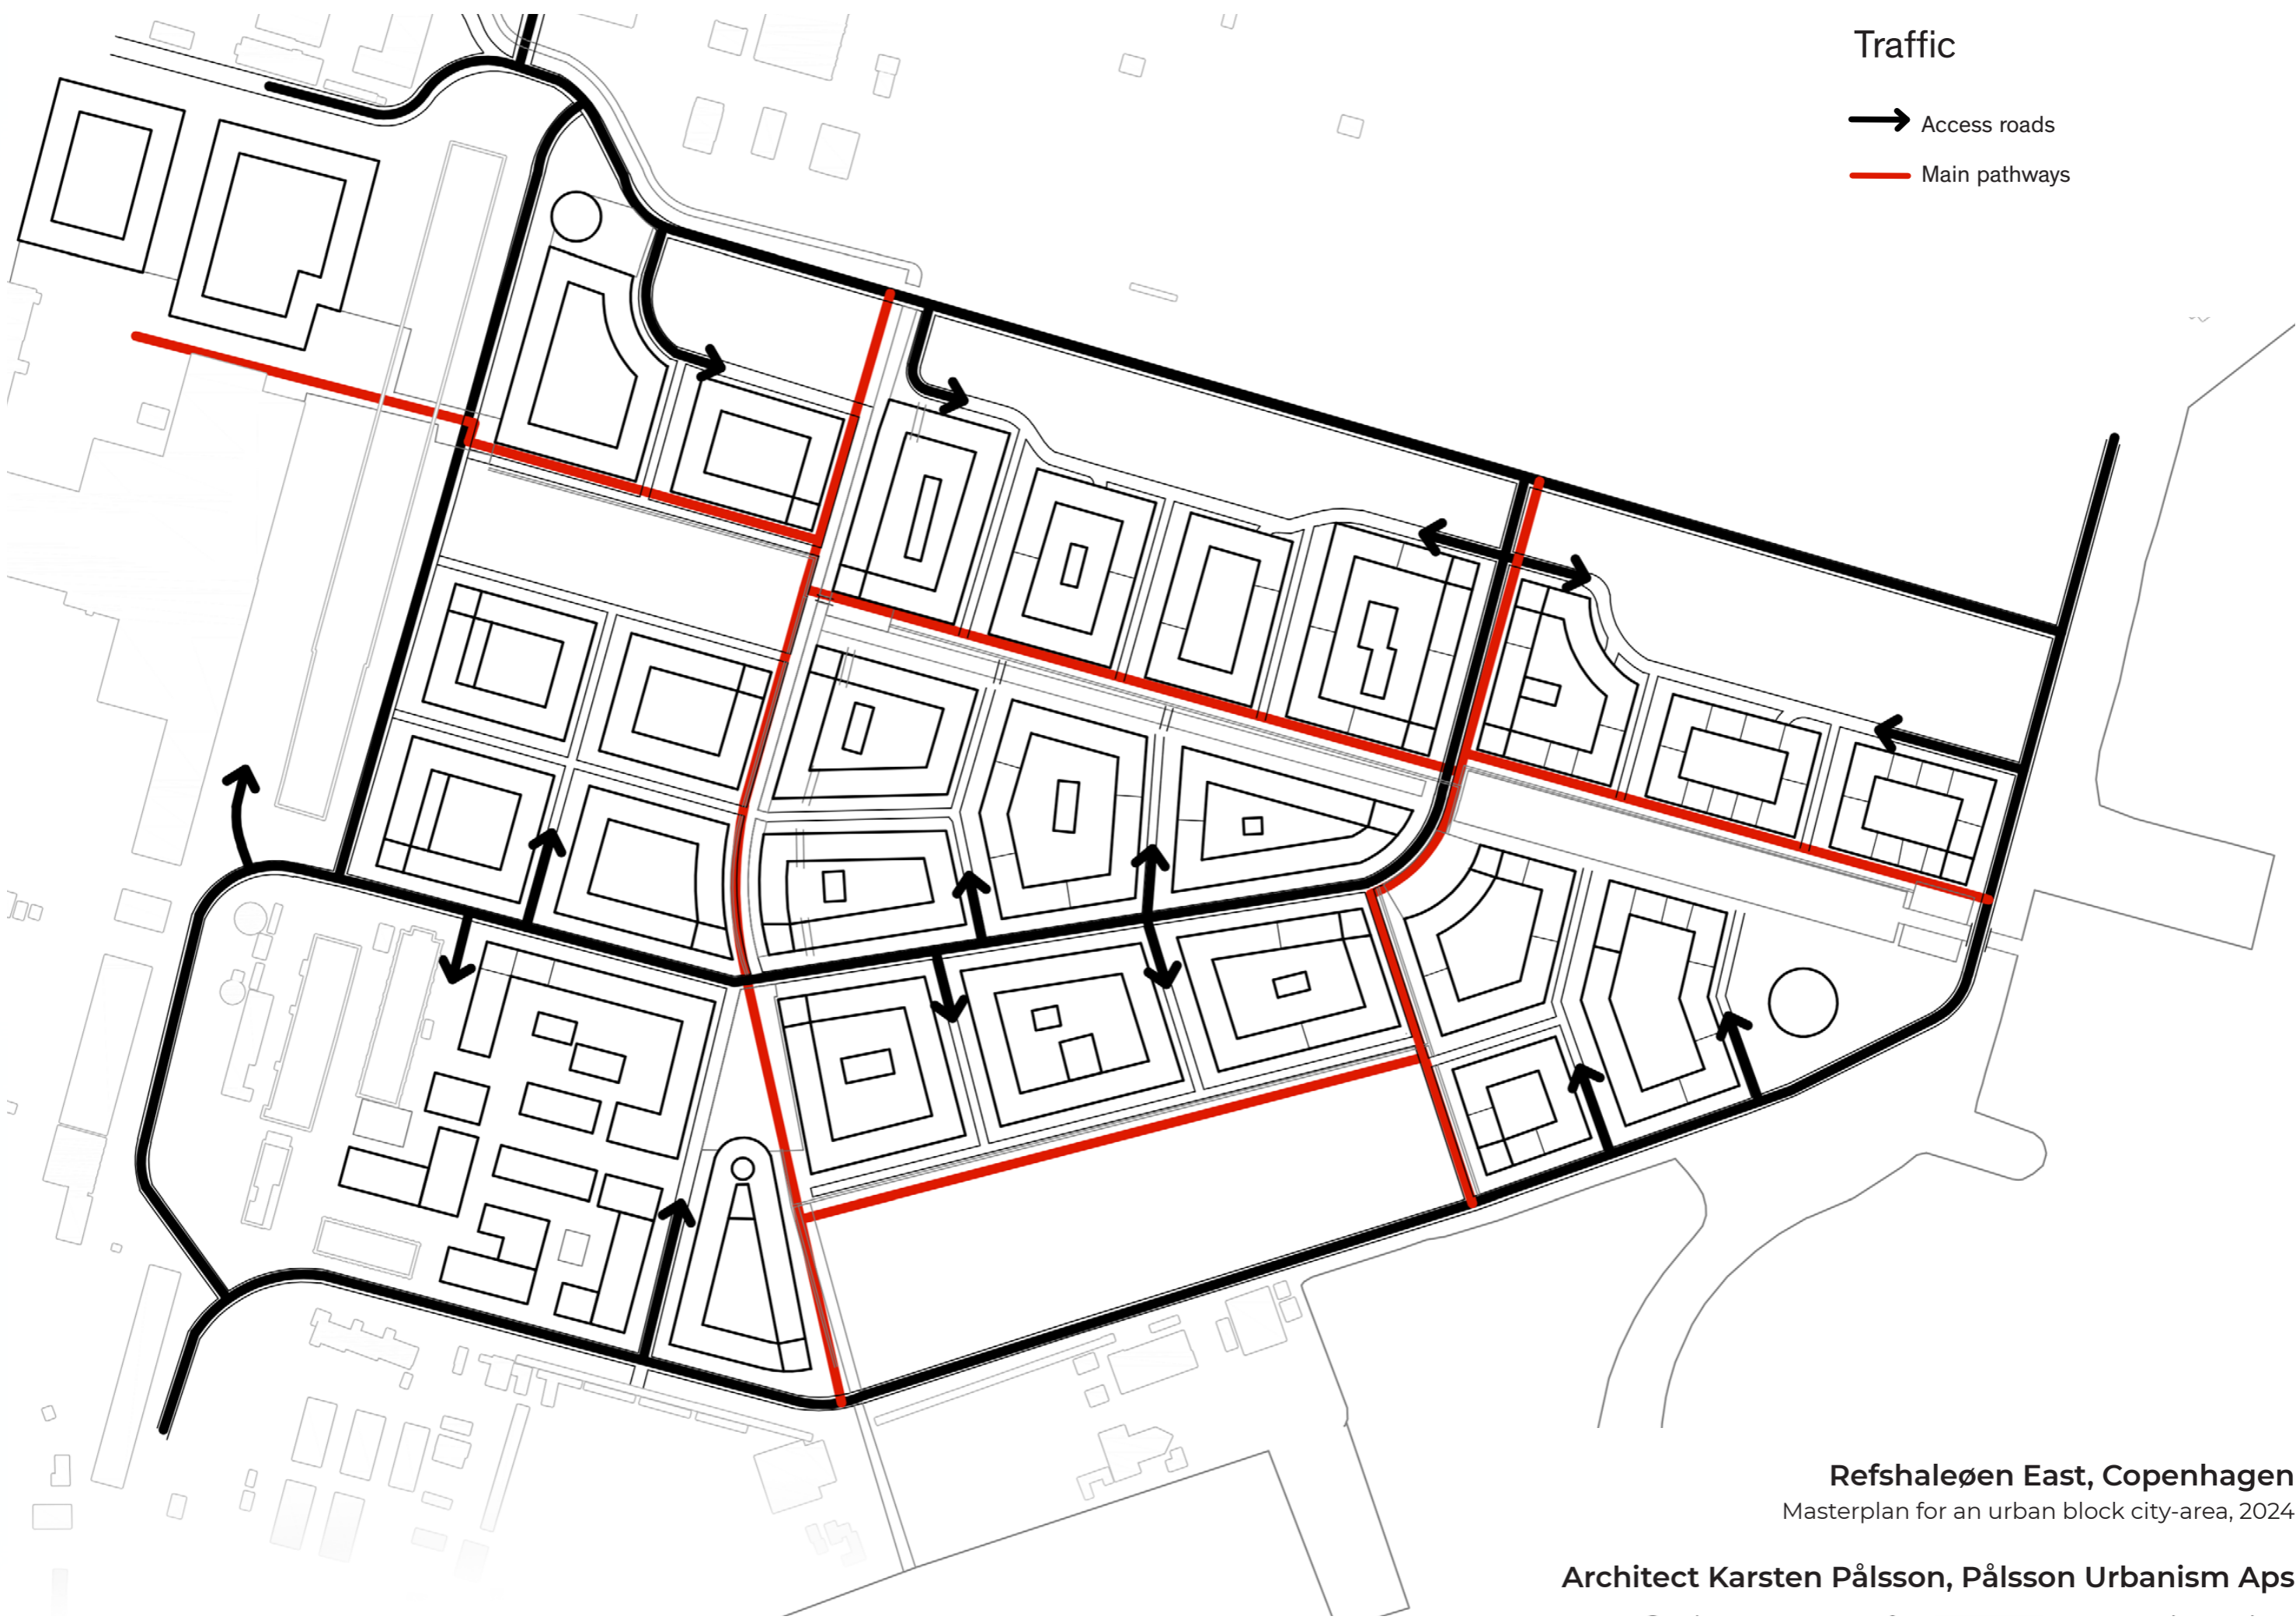 Traffic
Access roads
Main pathways
Refshaleøen East, Copenhagen
Masterplan for an urban block city-area, 2024
Architect Karsten Pålsson, Pålsson Urbanism Aps